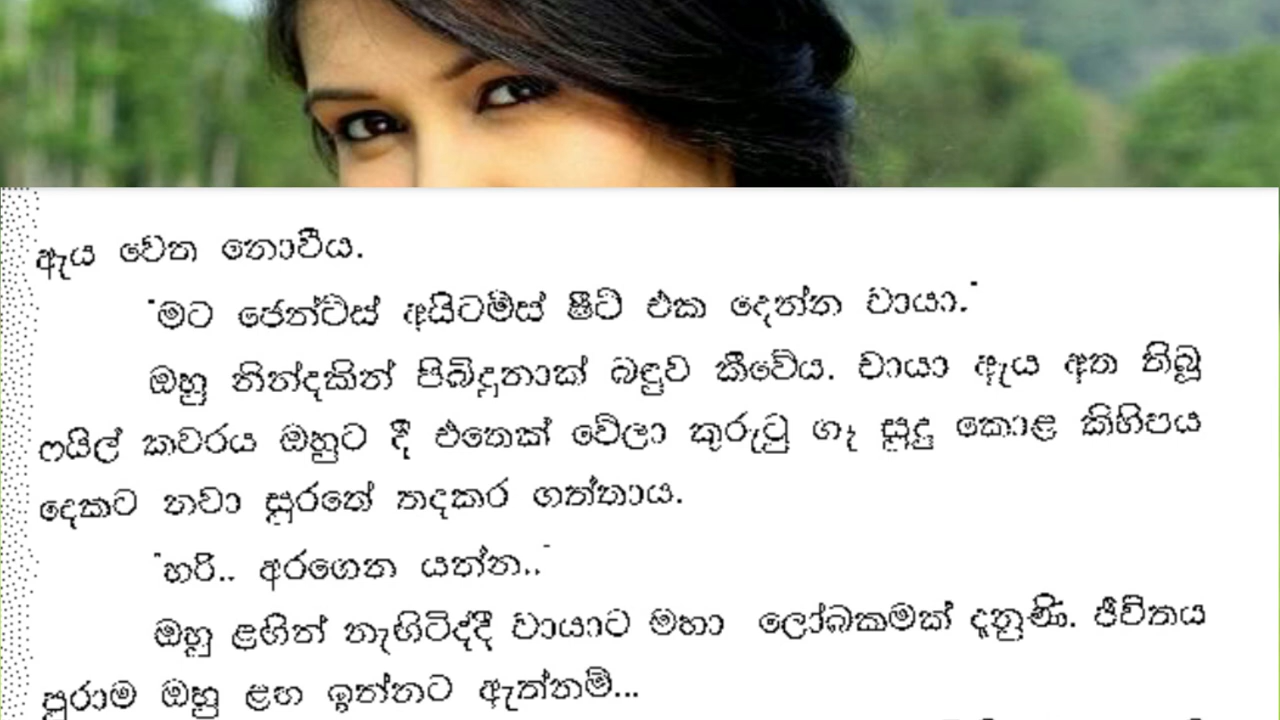 ඇය වෙත නොවීය.
"මට ජෙන්ට්ස් අයිටම්ස් ෂීට් එක දෙන්න චායා."
ඔහු නින්දකින් පිබිදුනාක් බඳුව කීවේය. චායා ඇය අත තිබූ
ෆයිල් කවරය ඔහුට දී එතෙක් වේලා කුරුටු ගෑ සුදු කොළ කිහිපය
දෙකට නවා සුරතේ තදකර ගත්තාය.
"හරි.. අරගෙන යන්න.."
ඔහු ළඟින් නැඟිටිද්දී චායාට මහා ලෝබකමක් දැනුණි. ජීවිතය
පුරාම ඔහු ළඟ ඉන්නට ඇත්නම්...